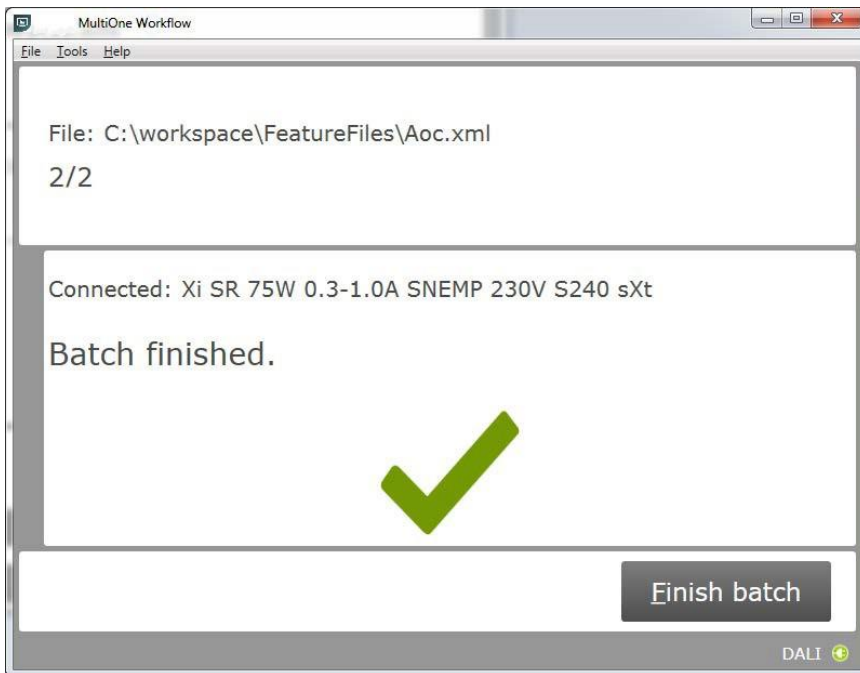 MultiOne Workflow
File Tools Help
File: C:\workspace\FeatureFiles\Aoc.xml
2/2
Connected: Xi SR 75W 0.3-1.0A SNEMP 230V S240 sXt
Batch finished.
Finish batch
DALI